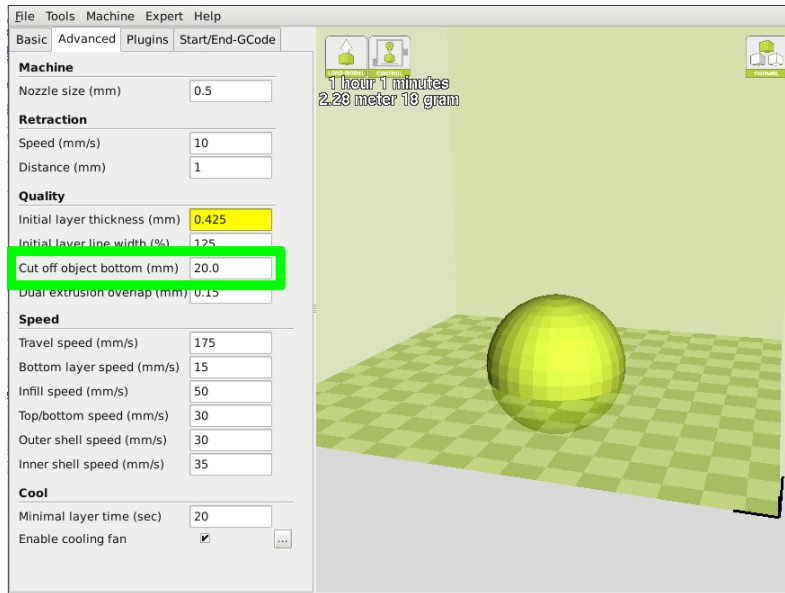 File Tools Machine Expert Help
Basic Advanced Plugins Start/End-GCode
Machine
Nozzle size (mm) 0.5
Retraction
Speed (mm/s) 10
Distance (mm) 1
Quality
Initial layer thickness (mm) 0.425
Initial layer line width (%) 125
Cut off object bottom (mm) 20.0
Dual extrusion overlap (mm) 0.15
Speed
Travel speed (mm/s) 175
Bottom layer speed (mm/s) 15
Infill speed (mm/s) 50
Top/bottom speed (mm/s) 30
Outer shell speed (mm/s) 30
Inner shell speed (mm/s) 35
Cool
Minimal layer time (sec) 20
Enable cooling fan ...
LOAD MODEL CONTROL
1 hour 1 minutes
2.28 meter 18 gram
NORMAL